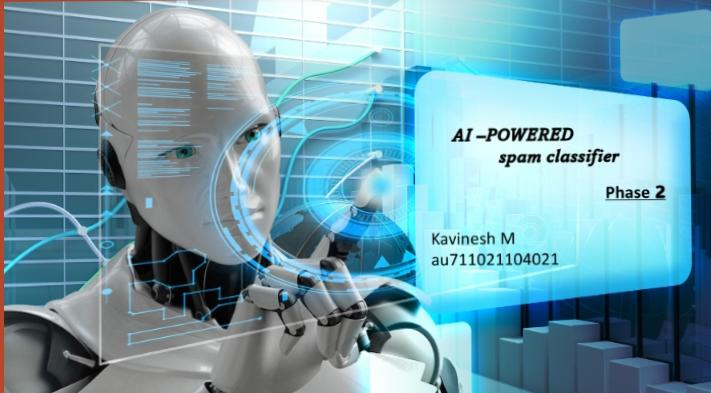 AI –POWERED
spam classifier
Phase 2
Kavinesh M
au711021104021